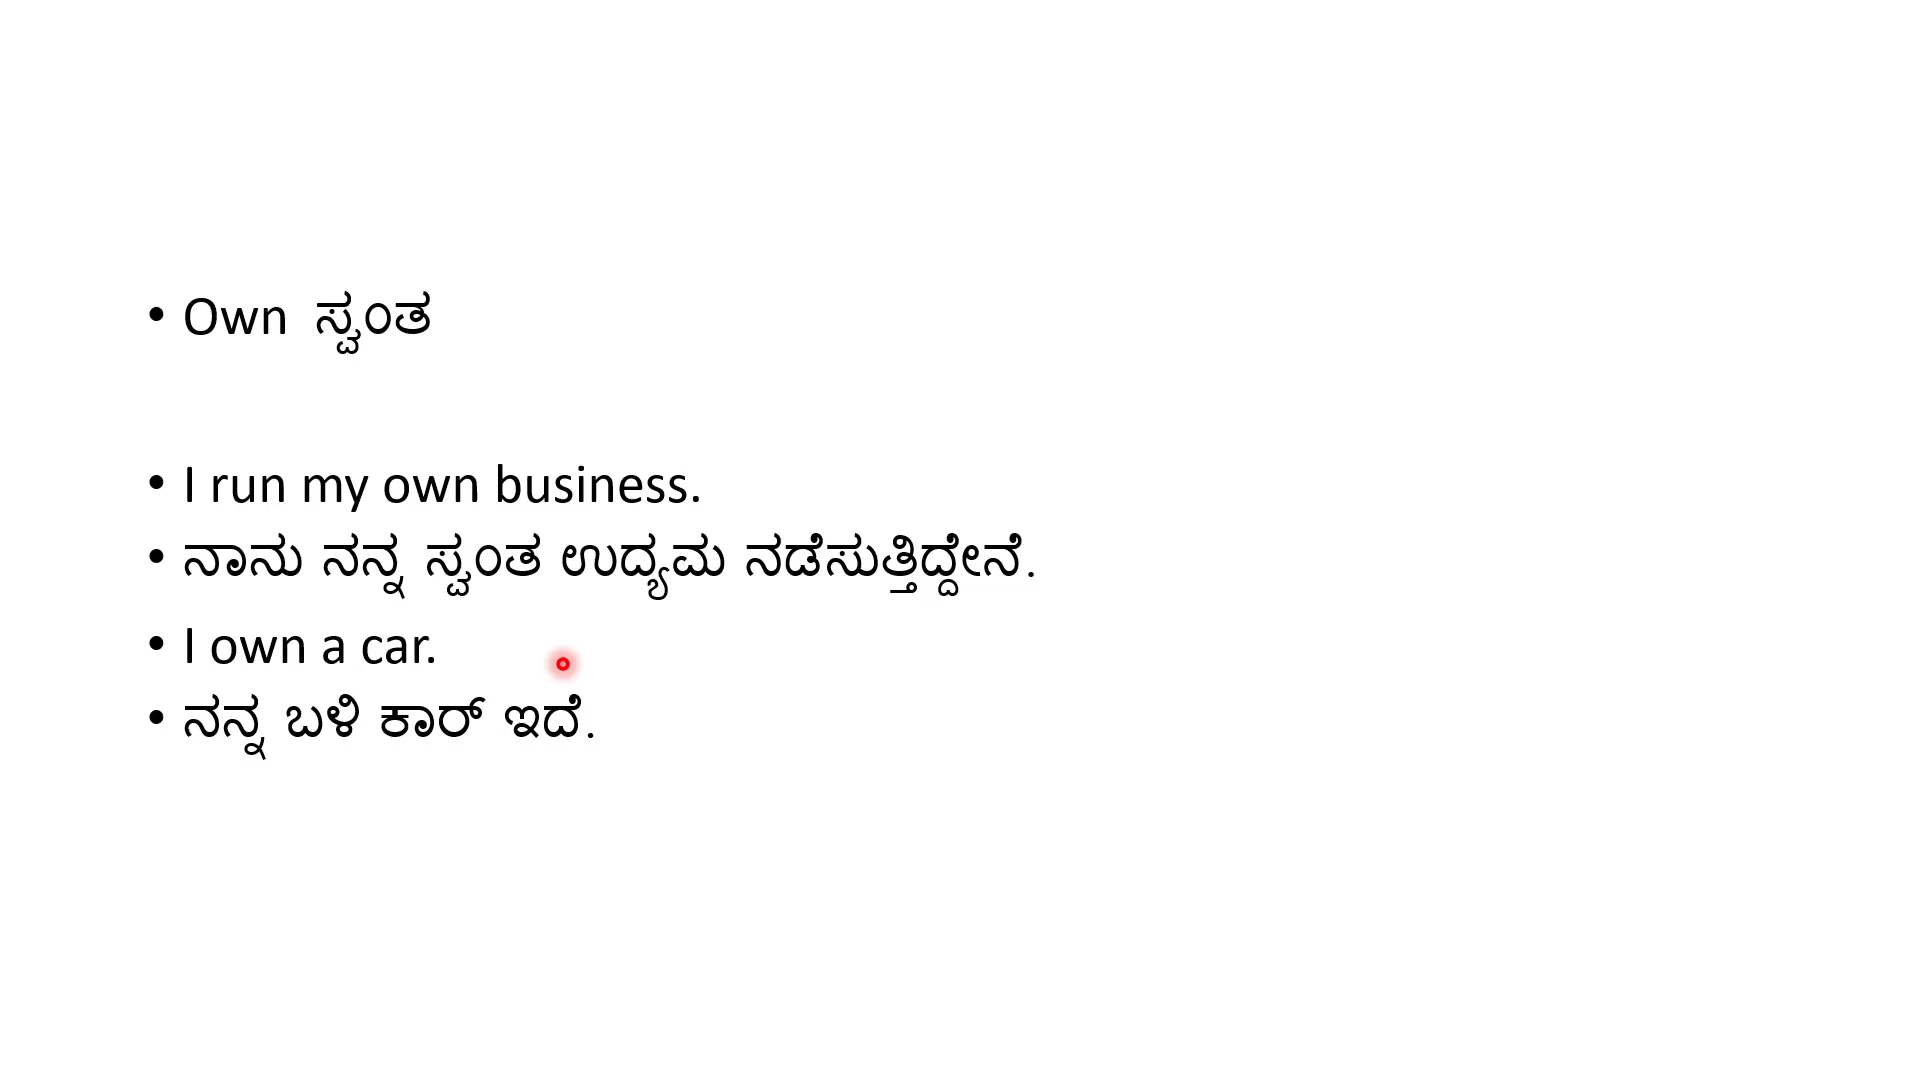 • Own ಸ್ವಂತ
• I run my own business.
• ನಾನು ನನ್ನ ಸ್ವಂತ ಉದ್ಯಮ ನಡೆಸುತ್ತಿದ್ದೇನೆ.
• I own a car.
• ನನ್ನ ಬಳಿ ಕಾರ್ ಇದೆ.